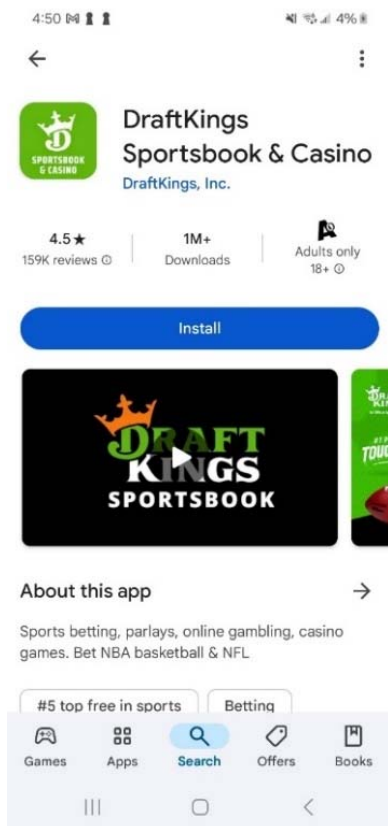 4:50
4%
DraftKings
Sportsbook & Casino
DraftKings, Inc.
D
SPORTSBOOK
& CASINO
4.5★
159K reviews
1M+
Downloads
Adults only
18+
Install
DRAFT
KINGS
SPORTSBOOK
About this app
Sports betting, parlays, online gambling, casino
games. Bet NBA basketball & NFL
#5 top free in sports
Betting
Games
Apps
Search
Offers
Books